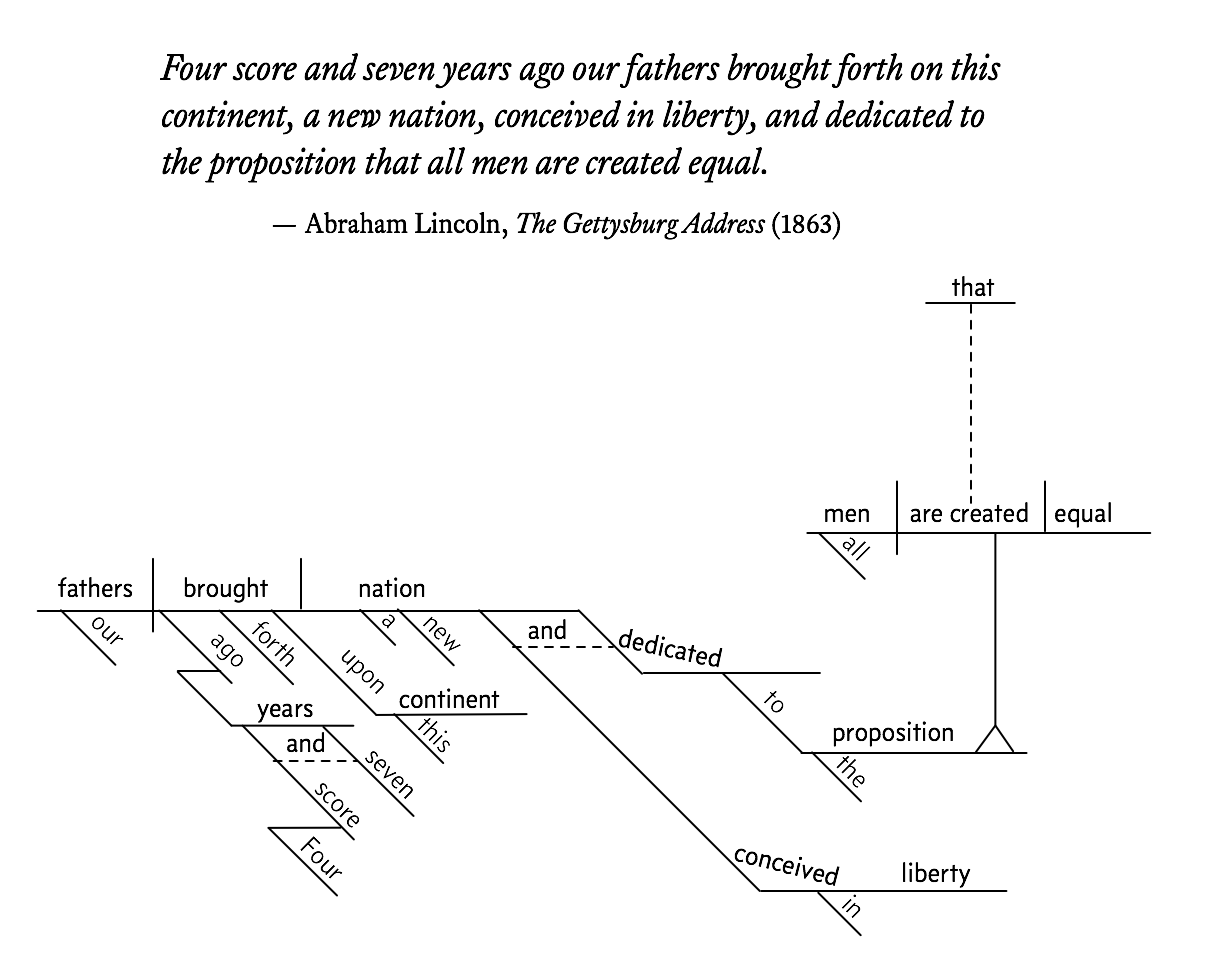 Four score and seven years ago our fathers brought forth on this
continent, a new nation, conceived in liberty, and dedicated to
the proposition that all men are created equal.
— Abraham Lincoln, The Gettysburg Address (1863)
that
men are created equal
all
fathers brought nation
our ago forth upon a new and dedicated
continent
this
to
proposition
the
years
and
seven
score
Four
conceived liberty
in